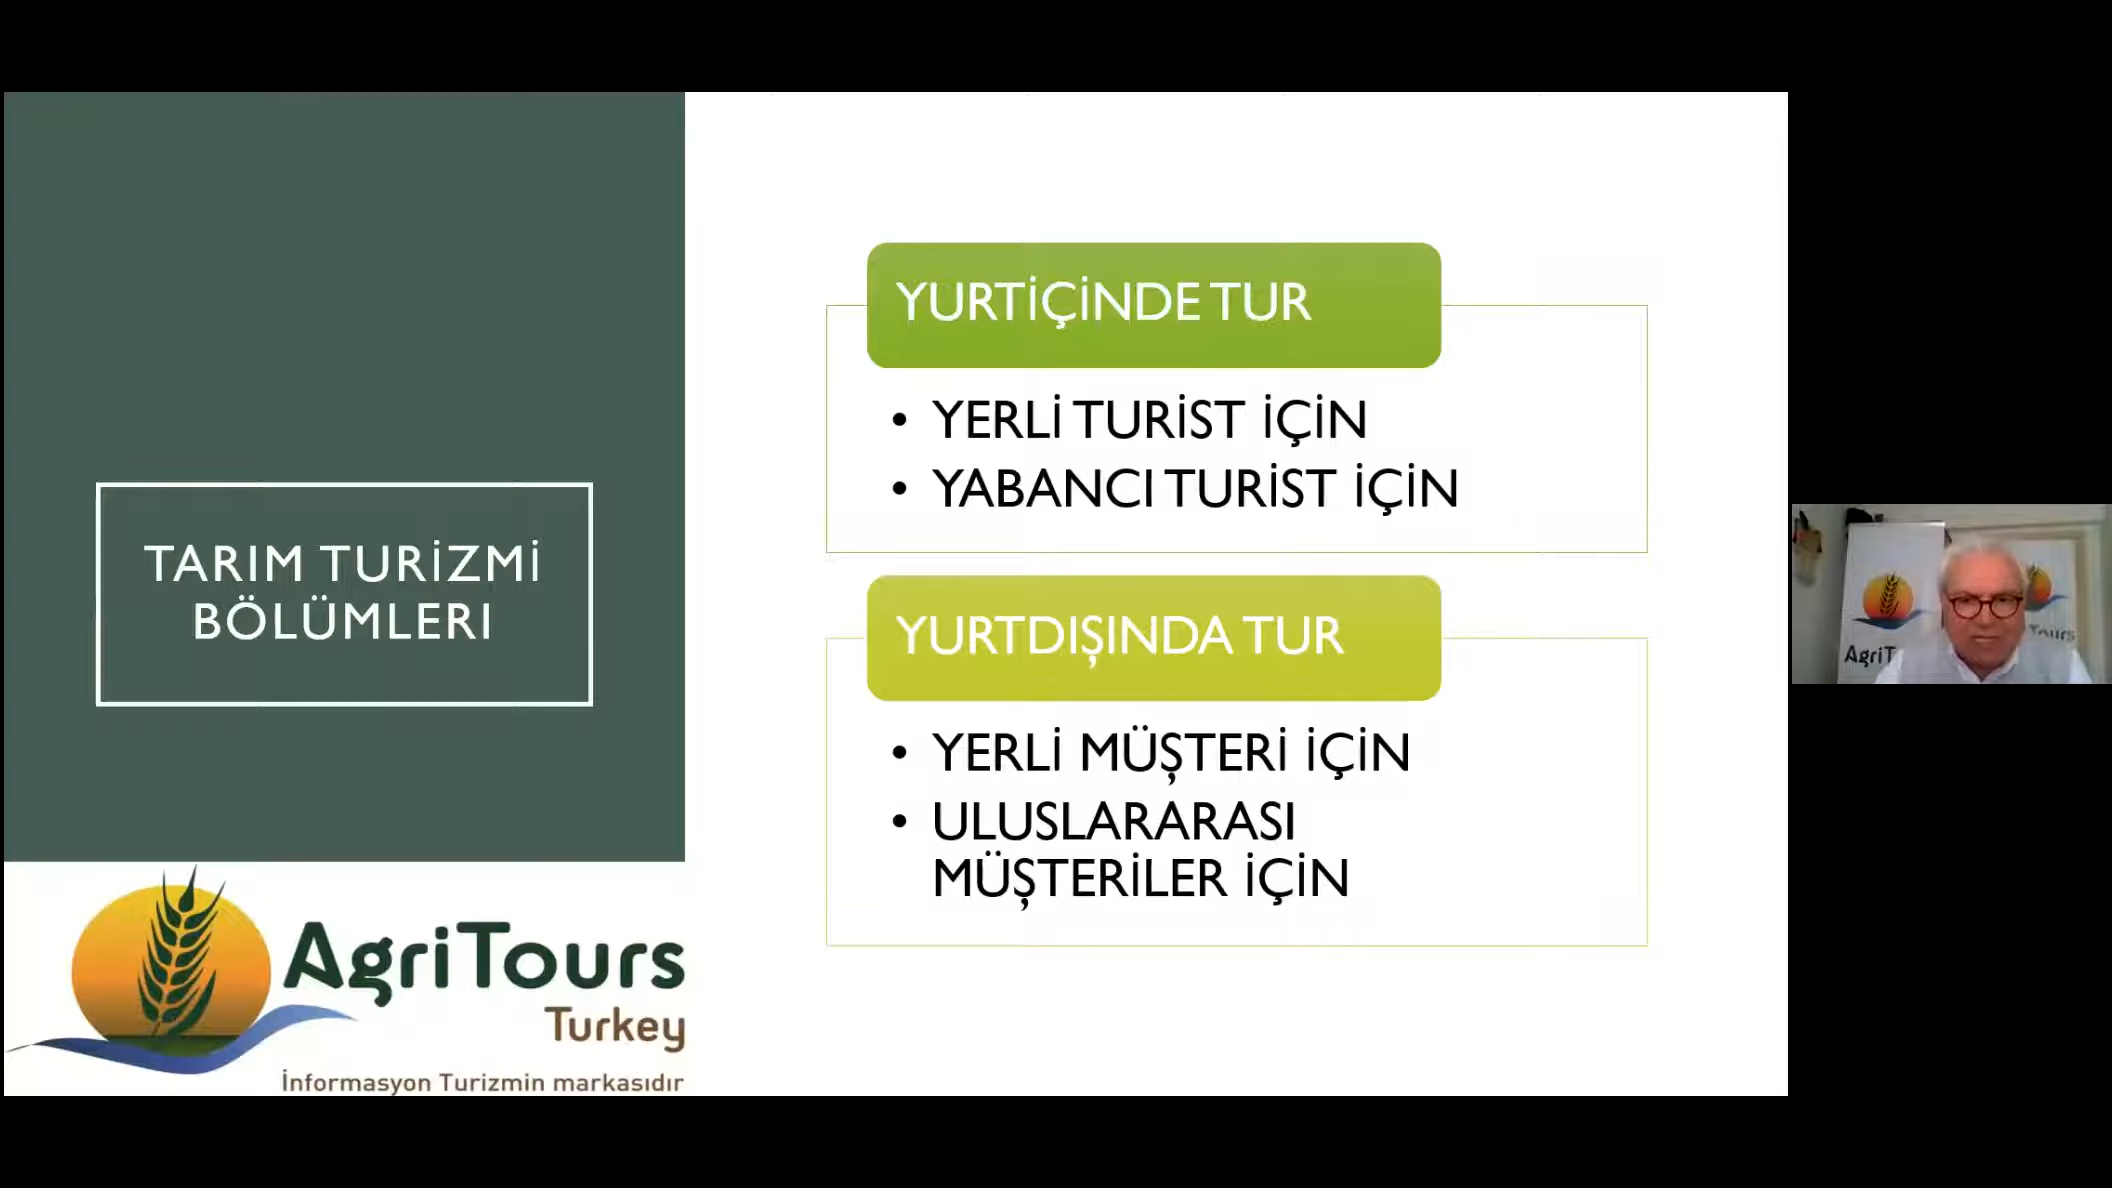 TARIM TURİZMİ
BÖLÜMLERI
YURTİÇİNDE TUR
• YERLİ TURİST İÇİN
• YABANCI TURİST İÇİN
YURTDIŞINDA TUR
• YERLİ MÜŞTERİ İÇİN
• ULUSLARARASI
MÜŞTERİLER İÇİN
AgriTours
Turkey
İnformasyon Turizmin markasıdır
AgriT
Tours